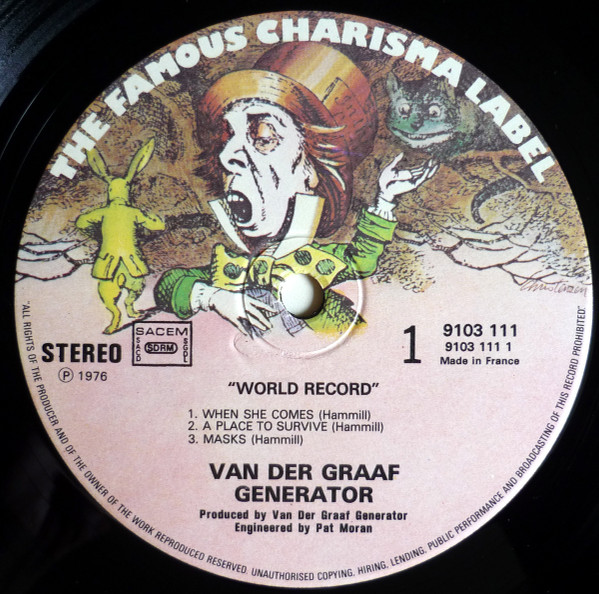 THE FAMOUS CHARISMA LABEL
STEREO
Ⓟ 1976
SACEM
SACD
SDRM
SGDL
1
9103 111
9103 111 1
Made in France
"WORLD RECORD"
1. WHEN SHE COMES (Hammill)
2. A PLACE TO SURVIVE (Hammill)
3. MASKS (Hammill)
VAN DER GRAAF
GENERATOR
Produced by Van Der Graaf Generator
Engineered by Pat Moran
"ALL RIGHTS OF THE PRODUCER AND OF THE OWNER OF THE WORK REPRODUCED RESERVED. UNAUTHORISED COPYING, HIRING, LENDING, PUBLIC PERFORMANCE AND BROADCASTING OF THIS RECORD PROHIBITED"